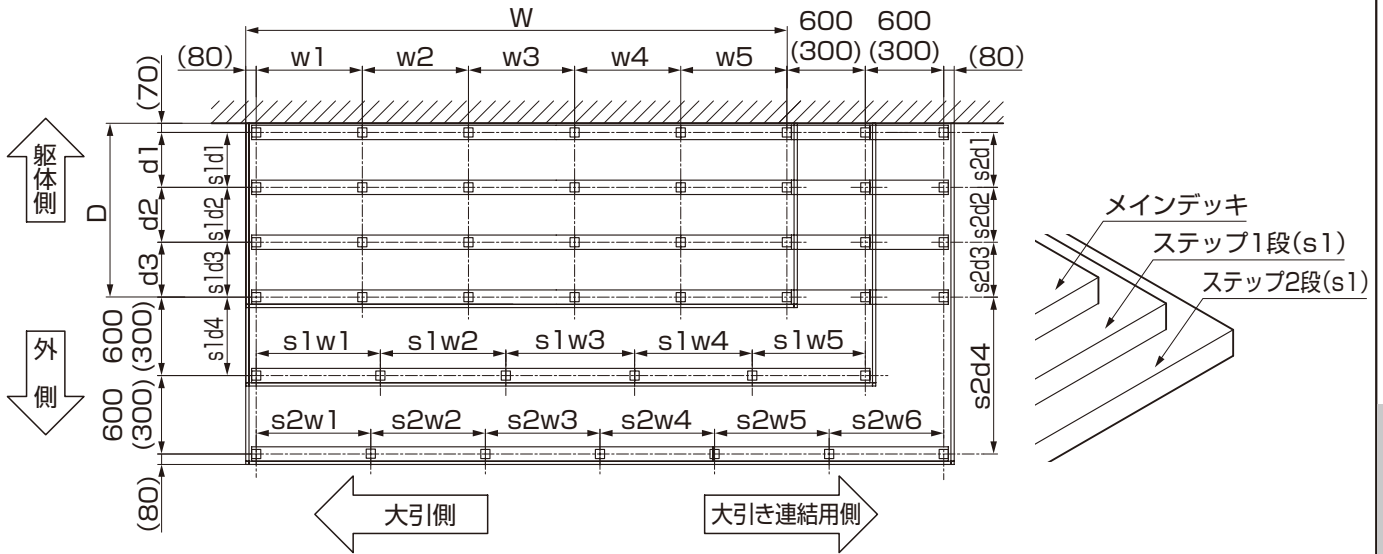 W
600
(300)
600
(300)
(80)
w1
w2
w3
w4
w5
(80)
(70)
躯体側
D
d1
d2
d3
s1d1
s1d2
s1d3
s1d4
s2d1
s2d2
s2d3
s2d4
外側
600
(300)
600
(300)
(80)
s1w1
s1w2
s1w3
s1w4
s1w5
s2w1
s2w2
s2w3
s2w4
s2w5
s2w6
大引側
大引き連結用側
メインデッキ
ステップ1段(s1)
ステップ2段(s1)